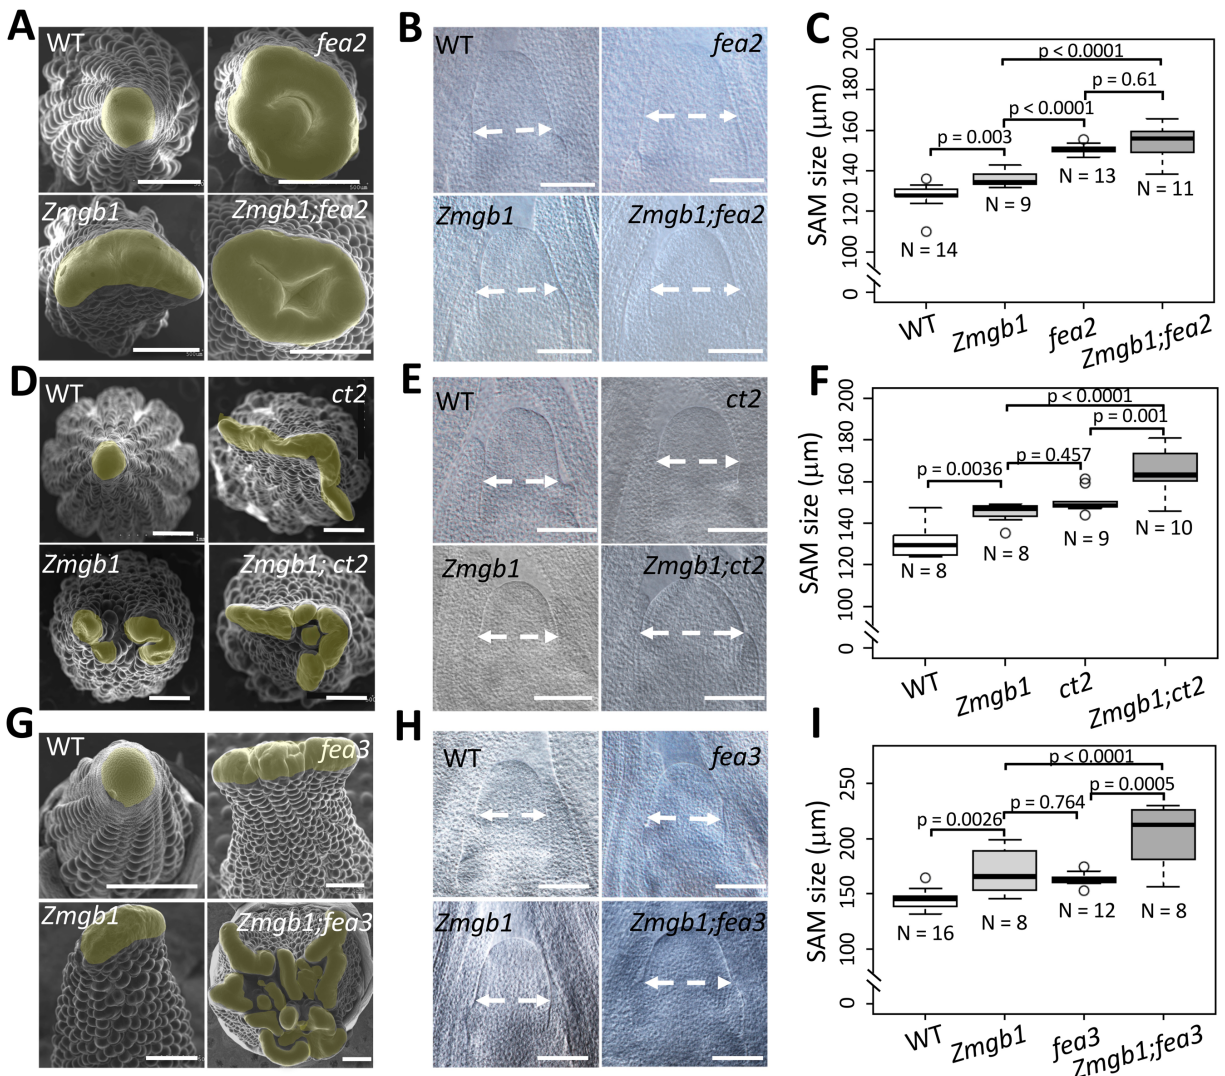 A
WT
fea2
Zmgb1
Zmgb1;fea2
B
WT
fea2
Zmgb1
Zmgb1;fea2
C
SAM size (μm)
200
180
160
140
120
100
0
p < 0.0001
p = 0.61
p < 0.0001
p = 0.003
N = 14
N = 9
N = 13
N = 11
WT
Zmgb1
fea2
Zmgb1;fea2
D
WT
ct2
Zmgb1
Zmgb1; ct2
E
WT
ct2
Zmgb1
Zmgb1;ct2
F
SAM size (μm)
200
180
160
140
120
100
0
p < 0.0001
p = 0.001
p = 0.457
p = 0.0036
N = 8
N = 8
N = 9
N = 10
WT
Zmgb1
ct2
Zmgb1;ct2
G
WT
fea3
Zmgb1
Zmgb1;fea3
H
WT
fea3
Zmgb1
Zmgb1;fea3
I
SAM size (μm)
250
200
150
100
0
p < 0.0001
p = 0.0005
p = 0.764
p = 0.0026
N = 16
N = 8
N = 12
N = 8
WT
Zmgb1
fea3
Zmgb1;fea3